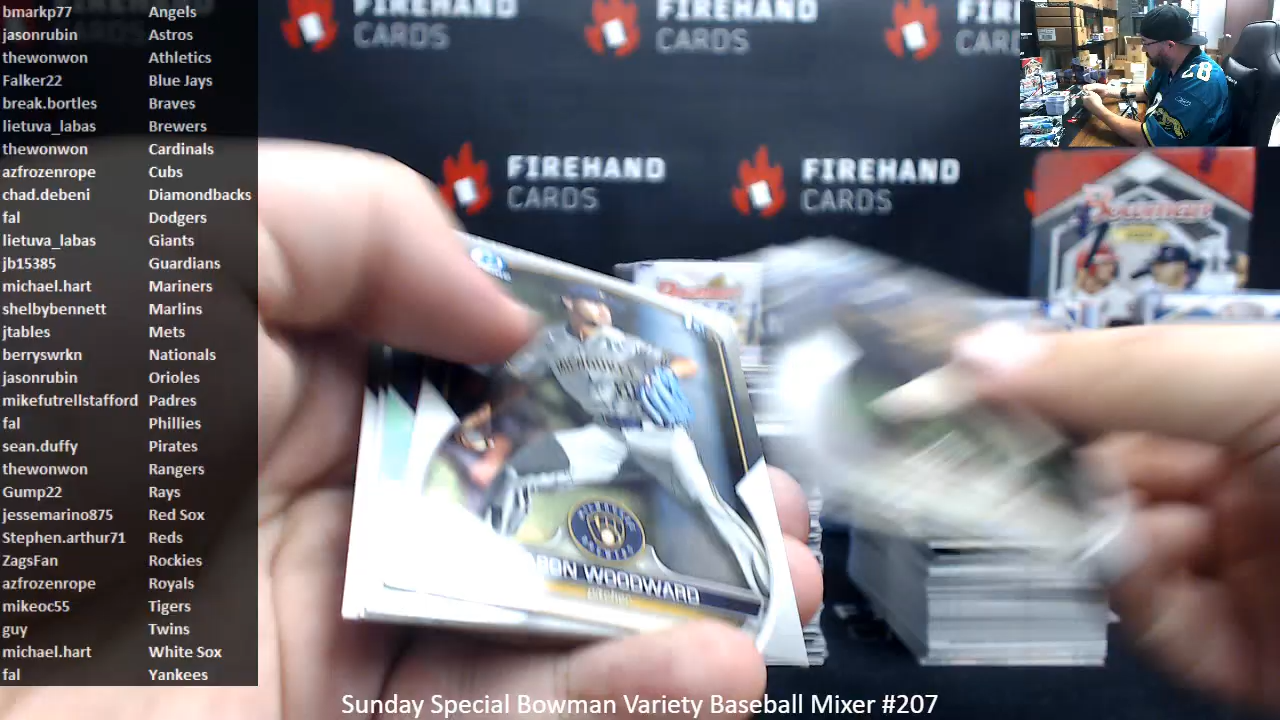 bmarkp77 Angels
jasonrubin Astros
thewonwon Athletics
Falker22 Blue Jays
break.bortles Braves
lietuva_labas Brewers
thewonwon Cardinals
azfrozenrope Cubs
chad.debeni Diamondbacks
fal Dodgers
lietuva_labas Giants
jb15385 Guardians
michael.hart Mariners
shelbybennett Marlins
jtables Mets
berryswrkn Nationals
jasonrubin Orioles
mikefutrellstafford Padres
fal Phillies
sean.duffy Pirates
thewonwon Rangers
Gump22 Rays
jessemarino875 Red Sox
Stephen.arthur71 Reds
ZagsFan Rockies
azfrozenrope Royals
mikeoc55 Tigers
guy Twins
michael.hart White Sox
fal Yankees
FIREHAND
CARDS
FIREHAND
CARDS
FIREHAND
CARDS
FIREHAND
CARDS
28
Bowman
WOODWARD
Sunday Special Bowman Variety Baseball Mixer #207